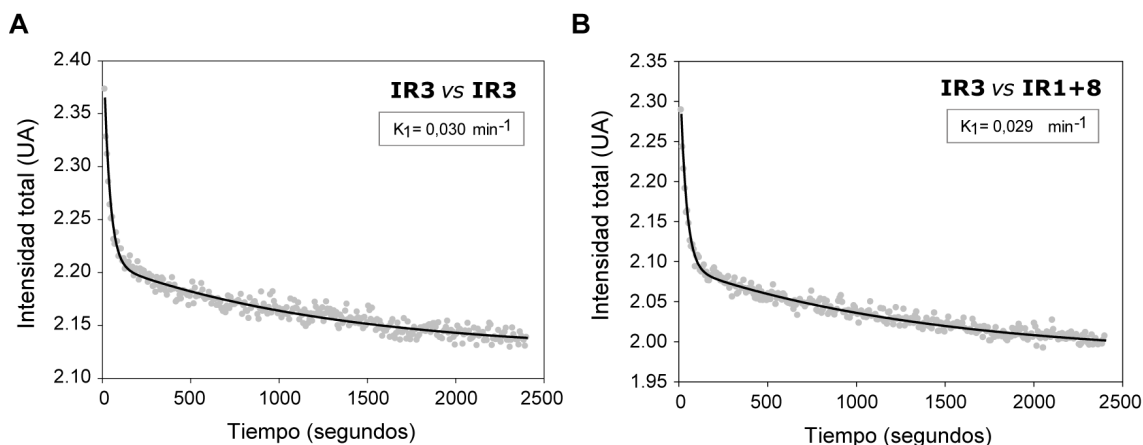 A
IR3 vs IR3
K1= 0,030 min-1
Intensidad total (UA)
2.40
2.35
2.30
2.25
2.20
2.15
2.10
0 500 1000 1500 2000 2500
Tiempo (segundos)
B
IR3 vs IR1+8
K1= 0,029 min-1
Intensidad total (UA)
2.35
2.30
2.25
2.20
2.15
2.10
2.05
2.00
1.95
0 500 1000 1500 2000 2500
Tiempo (segundos)